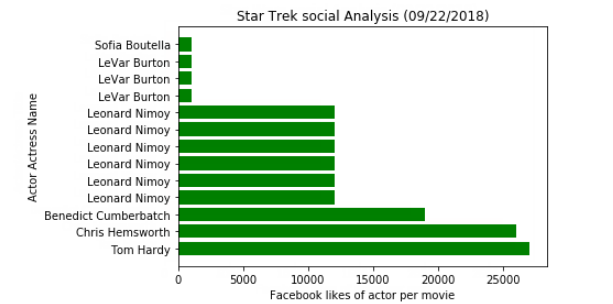 Star Trek social Analysis (09/22/2018)
Actor Actress Name
Sofia Boutella
LeVar Burton
LeVar Burton
LeVar Burton
Leonard Nimoy
Leonard Nimoy
Leonard Nimoy
Leonard Nimoy
Leonard Nimoy
Leonard Nimoy
Benedict Cumberbatch
Chris Hemsworth
Tom Hardy
0 5000 10000 15000 20000 25000
Facebook likes of actor per movie